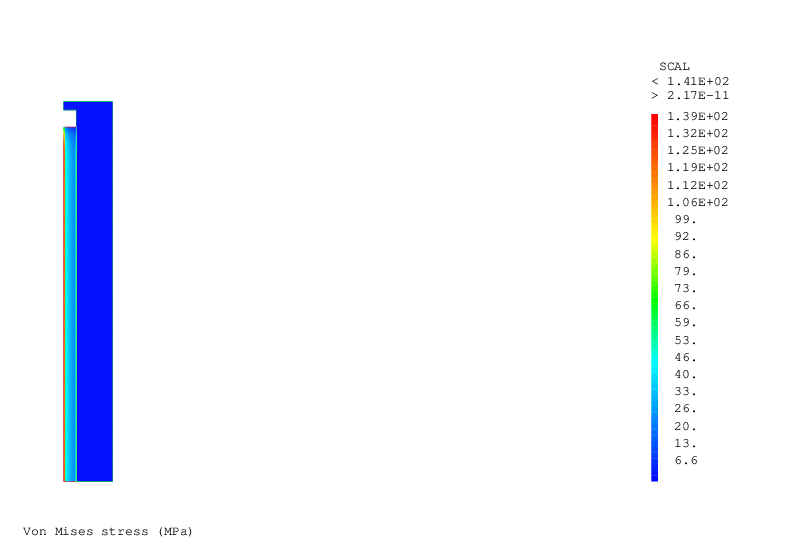 SCAL
< 1.41E+02
> 2.17E-11
1.39E+02
1.32E+02
1.25E+02
1.19E+02
1.12E+02
1.06E+02
99.
92.
86.
79.
73.
66.
59.
53.
46.
40.
33.
26.
20.
13.
6.6
Von Mises stress (MPa)